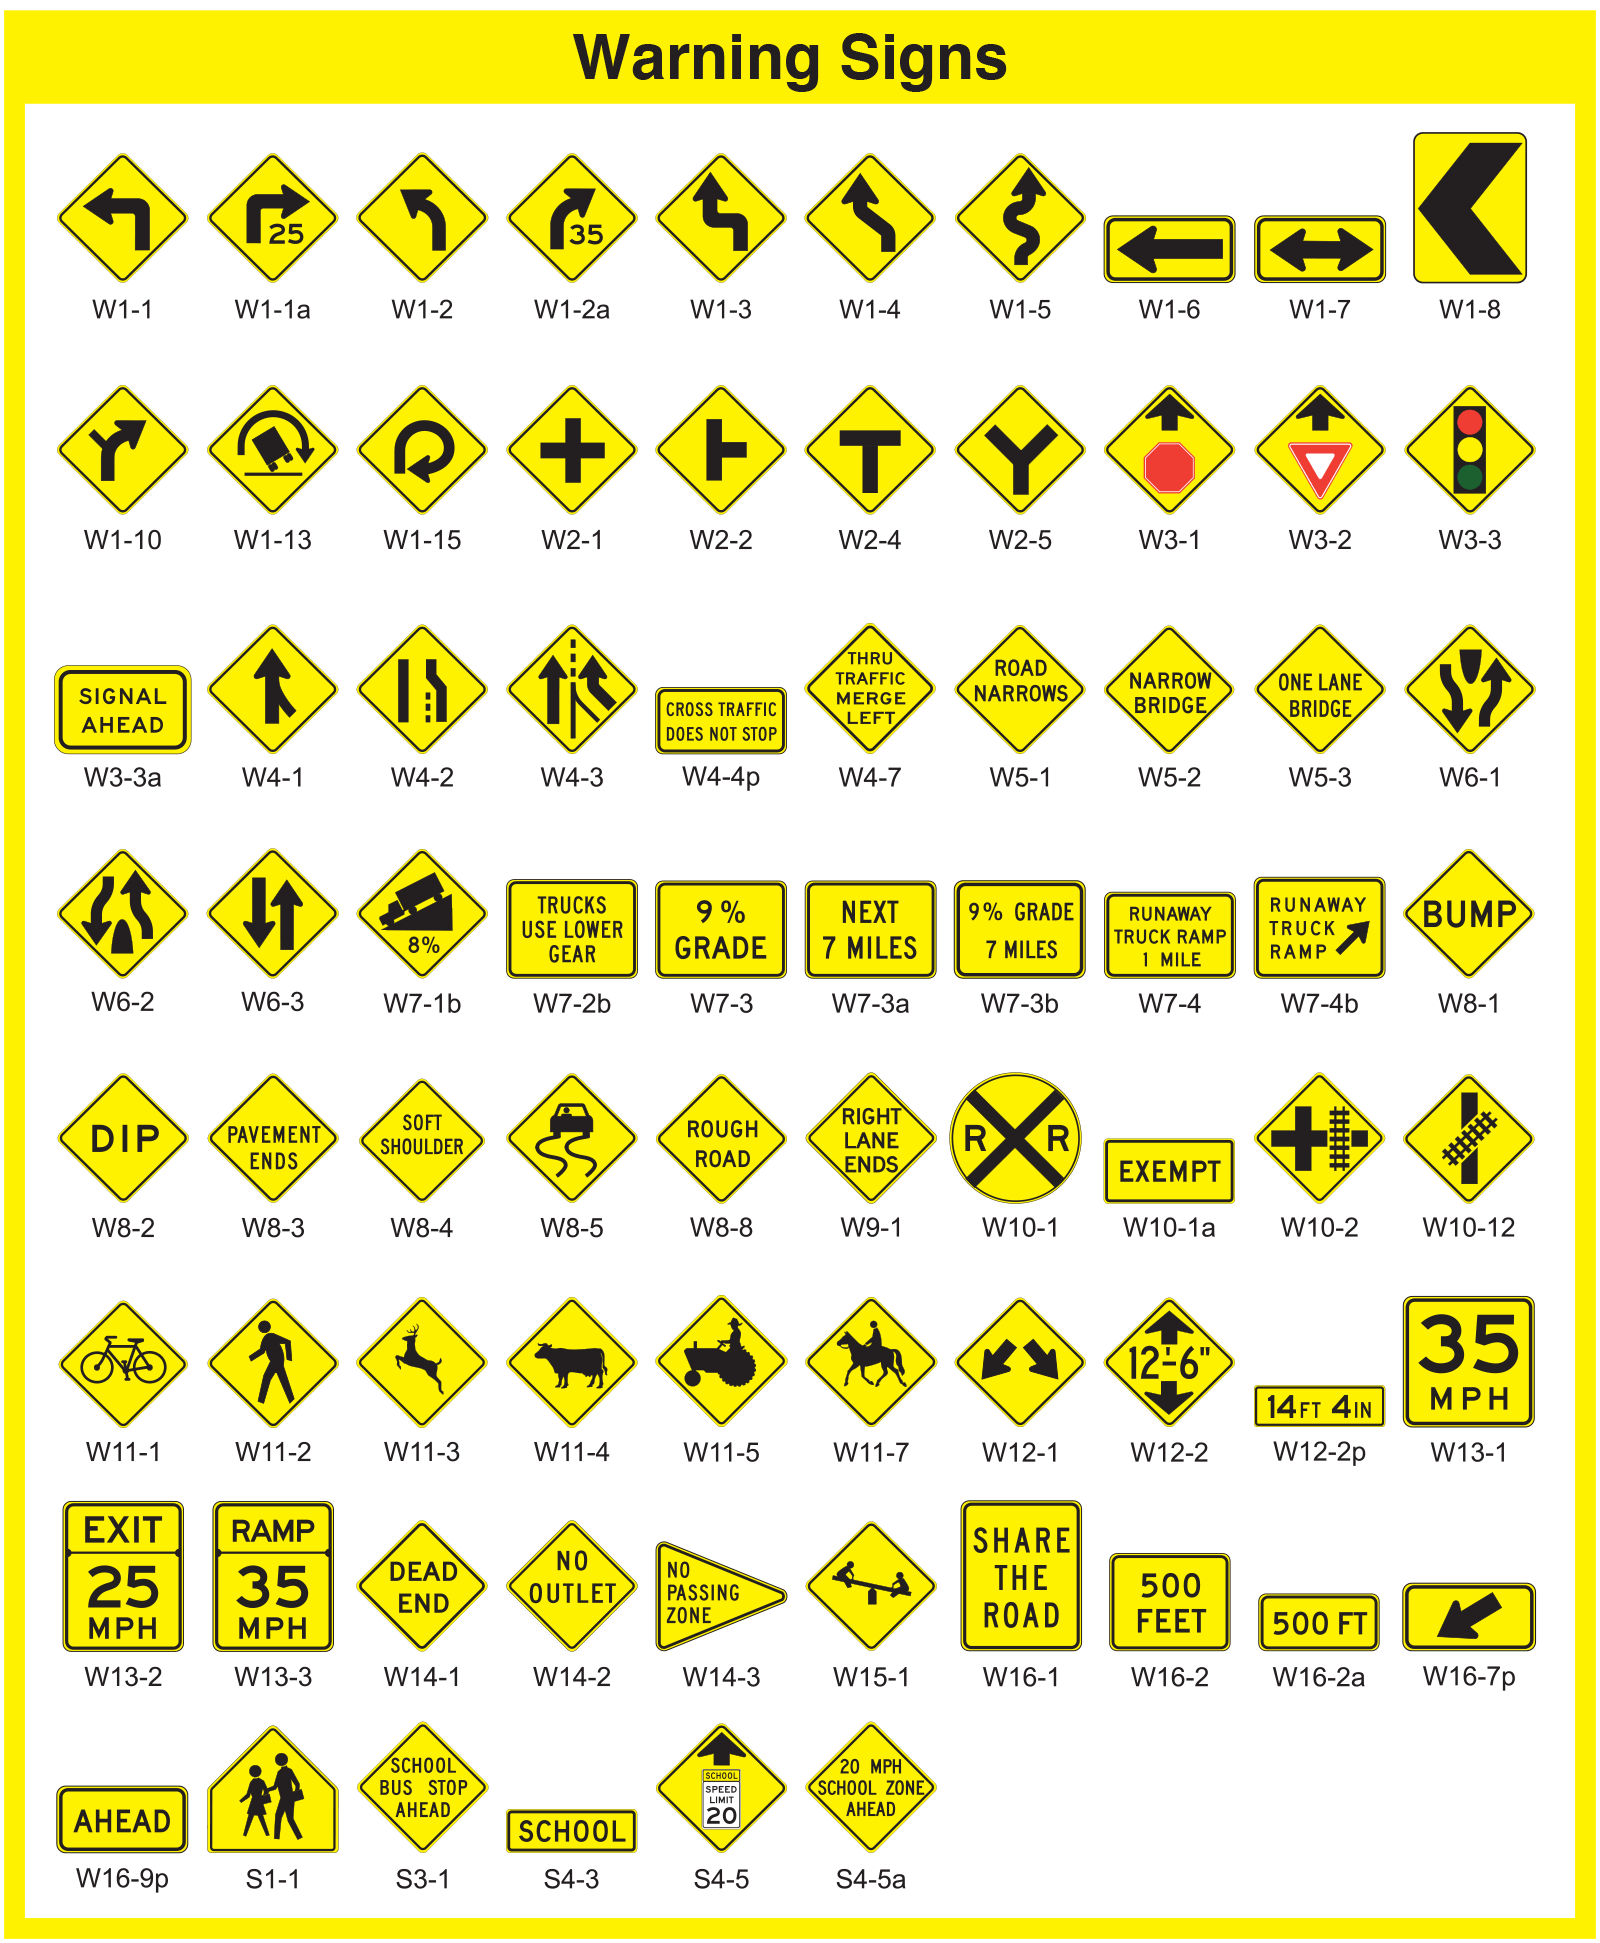 Warning Signs
25
35
W1-1 W1-1a W1-2 W1-2a W1-3 W1-4 W1-5 W1-6 W1-7 W1-8
W1-10 W1-13 W1-15 W2-1 W2-2 W2-4 W2-5 W3-1 W3-2 W3-3
SIGNAL
AHEAD
CROSS TRAFFIC
DOES NOT STOP
THRU
TRAFFIC
MERGE
LEFT
ROAD
NARROWS
NARROW
BRIDGE
ONE LANE
BRIDGE
W3-3a W4-1 W4-2 W4-3 W4-4p W4-7 W5-1 W5-2 W5-3 W6-1
8%
TRUCKS
USE LOWER
GEAR
9%
GRADE
NEXT
7 MILES
9% GRADE
7 MILES
RUNAWAY
TRUCK RAMP
1 MILE
RUNAWAY
TRUCK
RAMP
BUMP
W6-2 W6-3 W7-1b W7-2b W7-3 W7-3a W7-3b W7-4 W7-4b W8-1
DIP
PAVEMENT
ENDS
SOFT
SHOULDER
ROUGH
ROAD
RIGHT
LANE
ENDS
R R
EXEMPT
W8-2 W8-3 W8-4 W8-5 W8-8 W9-1 W10-1 W10-1a W10-2 W10-12
12'-6"
14 FT 4 IN
35
MPH
W11-1 W11-2 W11-3 W11-4 W11-5 W11-7 W12-1 W12-2 W12-2p W13-1
EXIT
25
MPH
RAMP
35
MPH
DEAD
END
NO
OUTLET
NO
PASSING
ZONE
SHARE
THE
ROAD
500
FEET
500 FT
W13-2 W13-3 W14-1 W14-2 W14-3 W15-1 W16-1 W16-2 W16-2a W16-7p
AHEAD
SCHOOL
BUS STOP
AHEAD
SCHOOL
SCHOOL
SPEED
LIMIT
20
20 MPH
SCHOOL ZONE
AHEAD
W16-9p S1-1 S3-1 S4-3 S4-5 S4-5a